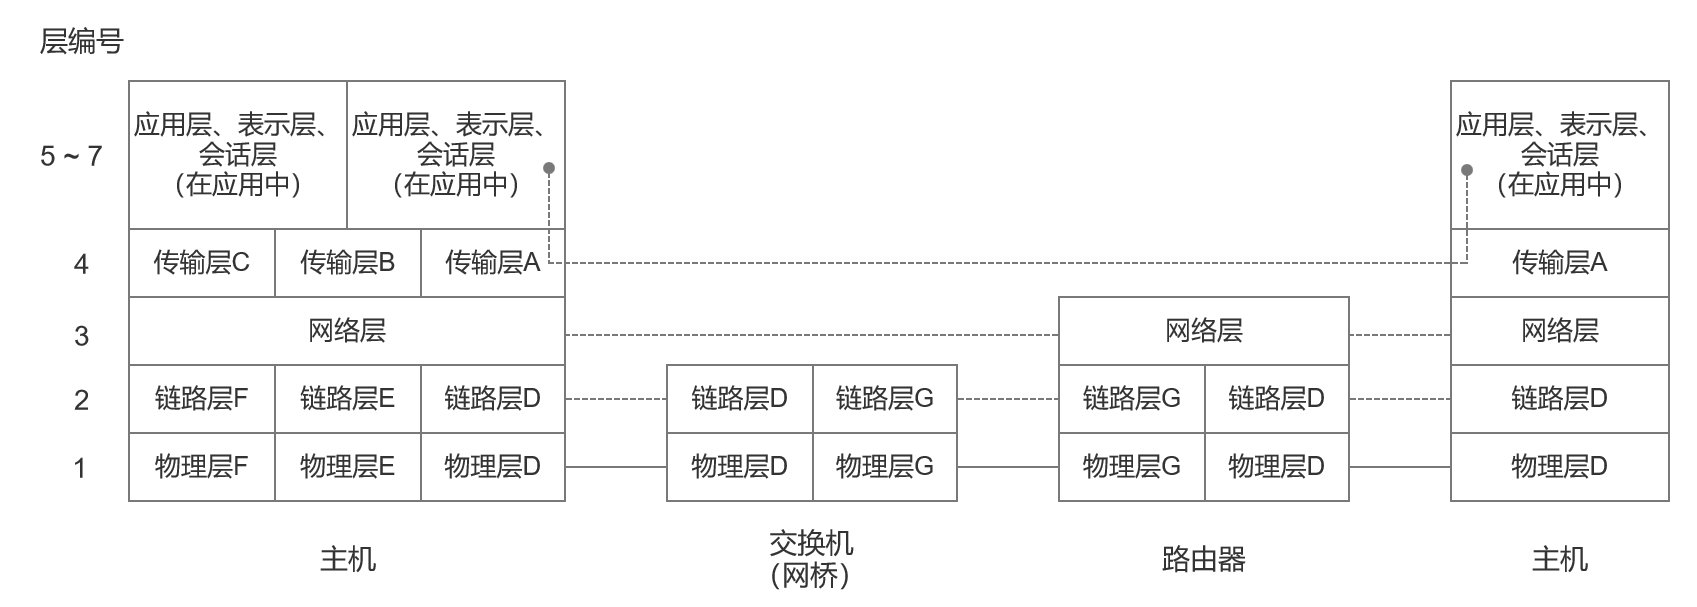 层编号
5 ~ 7
应用层、表示层、
会话层
(在应用中)
应用层、表示层、
会话层
(在应用中)
应用层、表示层、
会话层
(在应用中)
4
传输层C
传输层B
传输层A
传输层A
3
网络层
网络层
网络层
2
链路层F
链路层E
链路层D
链路层D
链路层G
链路层G
链路层D
链路层D
1
物理层F
物理层E
物理层D
物理层D
物理层G
物理层G
物理层D
物理层D
主机
交换机
(网桥)
路由器
主机